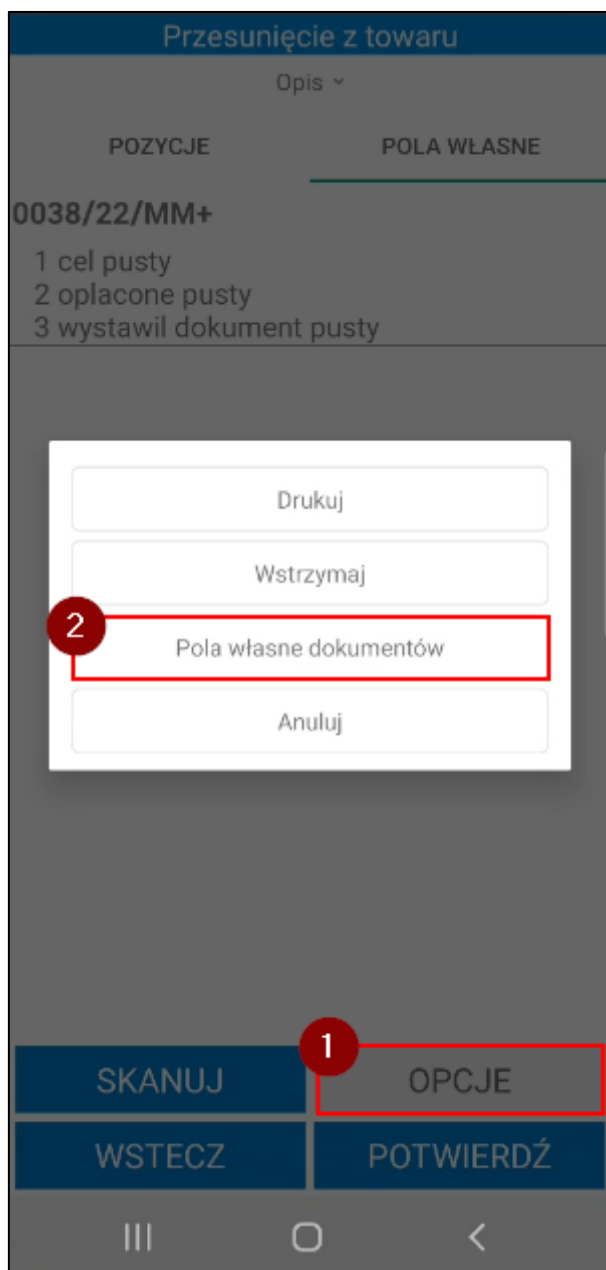 Przesunięcie z towaru
Opis
POZYCJE POLA WŁASNE
0038/22/MM+
1 cel pusty
2 oplacone pusty
3 wystawil dokument pusty
Drukuj
Wstrzymaj
2
Pola własne dokumentów
Anuluj
1
SKANUJ OPCJE
WSTECZ POTWIERDŹ